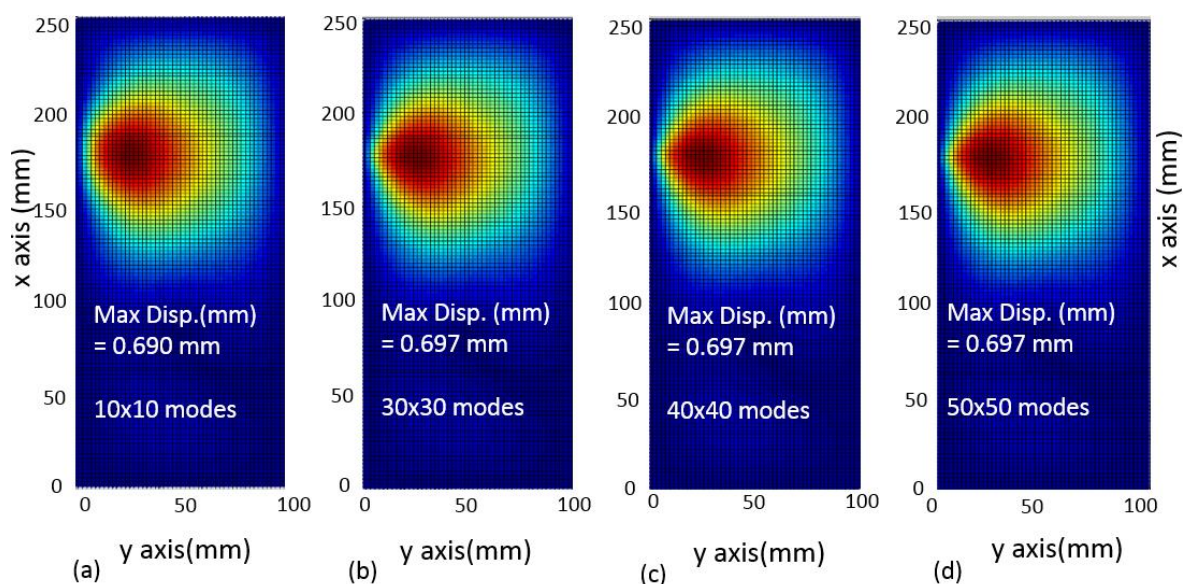 250
200
150
100
50
0
x axis (mm)
Max Disp.(mm)
= 0.690 mm
10x10 modes
0
50
100
y axis(mm)
(a)
250
200
150
100
50
0
Max Disp. (mm)
= 0.697 mm
30x30 modes
0
50
100
y axis(mm)
(b)
250
200
150
100
50
0
Max Disp. (mm)
= 0.697 mm
40x40 modes
0
50
100
y axis(mm)
(c)
250
200
150
100
50
0
Max Disp. (mm)
= 0.697 mm
50x50 modes
0
50
100
y axis(mm)
(d)
x axis (mm)